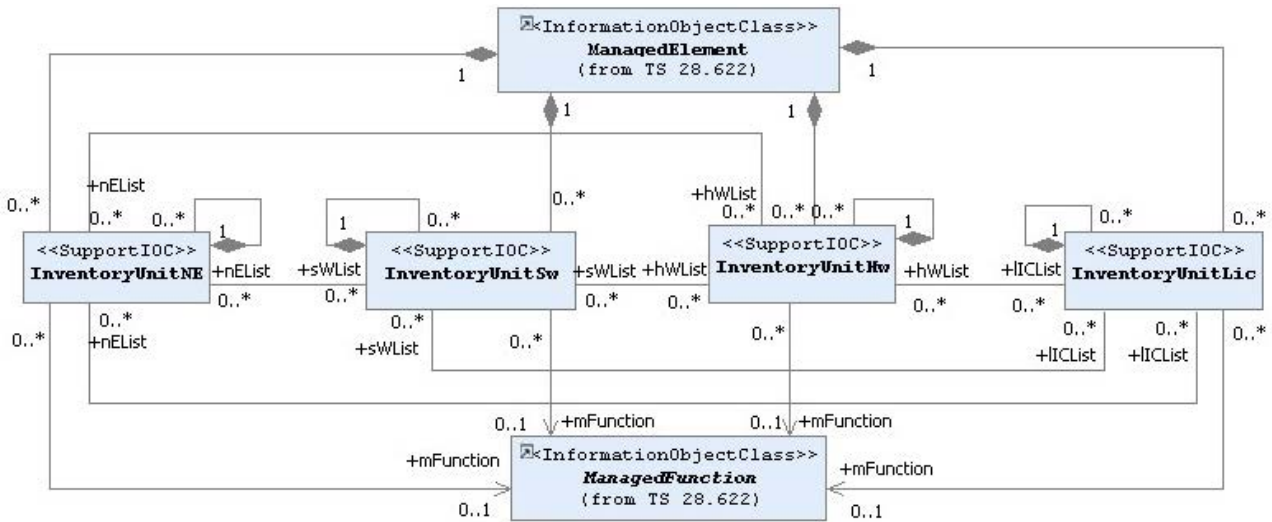 <InformationObjectClass>>
ManagedElement
(from TS 28.622)
1
1
1
1
+nEList
+hWList
0..*
0..*
0..*
0..*
0..*
0..*
0..*
0..*
0..*
0..*
0..*
1
1
1
1
<<SupportIOC>>
InventoryUnitNE
<<SupportIOC>>
InventoryUnitSw
<<SupportIOC>>
InventoryUnitHw
<<SupportIOC>>
InventoryUnitLic
+nEList
+sWList
+sWList
+hWList
+hWList
+lICList
0..*
0..*
0..*
0..*
0..*
0..*
0..*
0..*
0..*
0..*
0..*
0..*
0..*
0..*
+nEList
+sWList
+lICList
+lICList
0..1
+mFunction
0..1
+mFunction
+mFunction
0..1
<InformationObjectClass>>
ManagedFunction
(from TS 28.622)
+mFunction
0..1